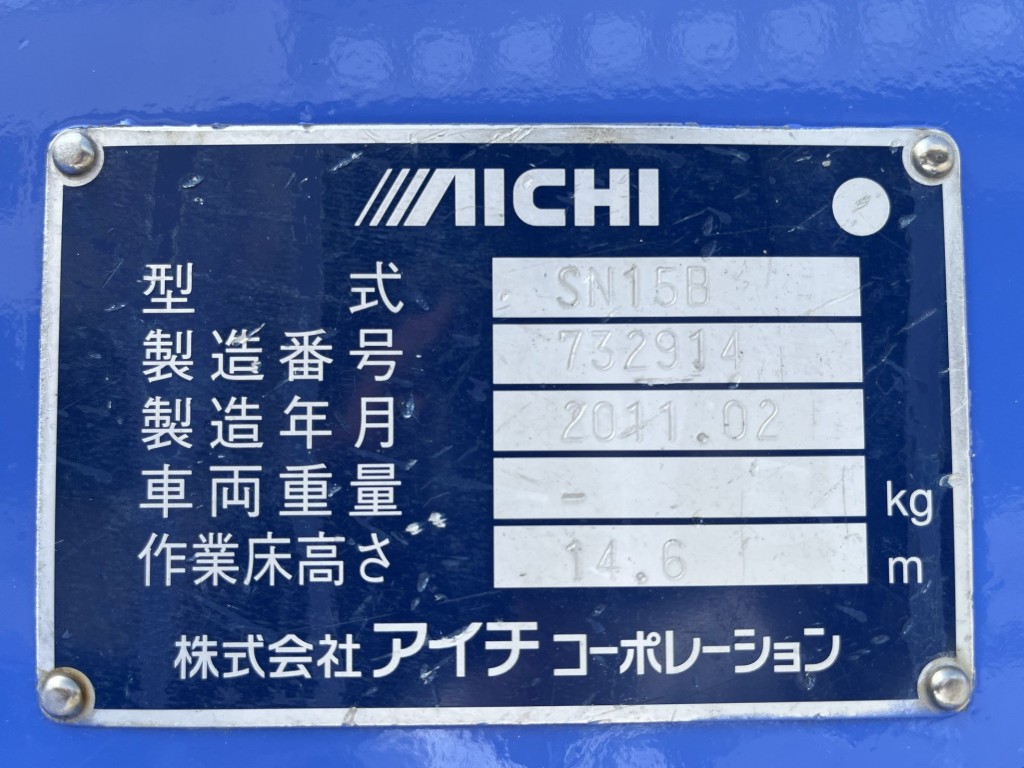 AICHI
型式 SN15B
製造番号 732914
製造年月 2011.02
車両重量 - kg
作業床高さ 14.6 m
株式会社アイチコーポレーション